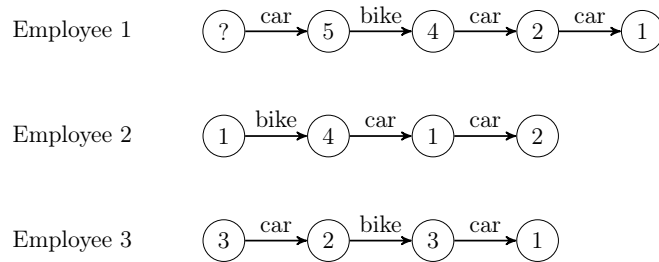 car bike car car
Employee 1 ? 5 4 2 1
bike car car
Employee 2 1 4 1 2
car bike car
Employee 3 3 2 3 1